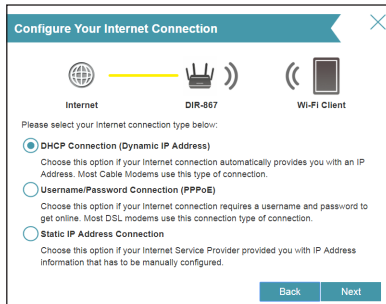 Configure Your Internet Connection
Internet
DIR-867
Wi-Fi Client
Please select your Internet connection type below:
DHCP Connection (Dynamic IP Address)
Choose this option if your Internet connection automatically provides you with an IP
Address. Most Cable Modems use this type of connection.
Username/Password Connection (PPPoE)
Choose this option if your Internet connection requires a username and password to
get online. Most DSL modems use this connection type of connection.
Static IP Address Connection
Choose this option if your Internet Service Provider provided you with IP Address
information that has to be manually configured.
Back
Next